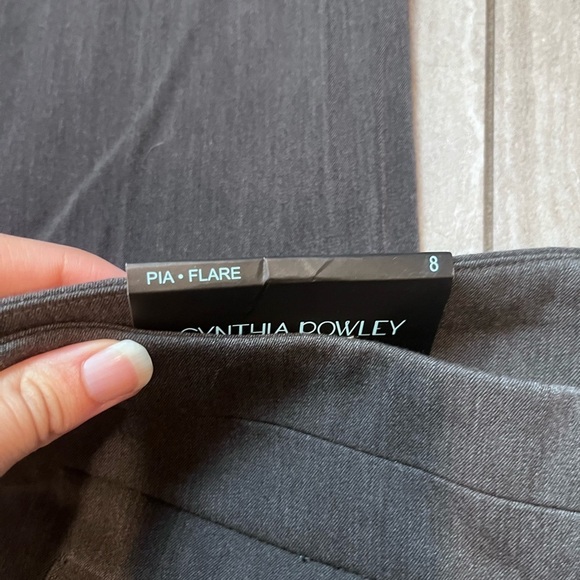 PIA • FLARE 8
CYNTHIA ROWLEY